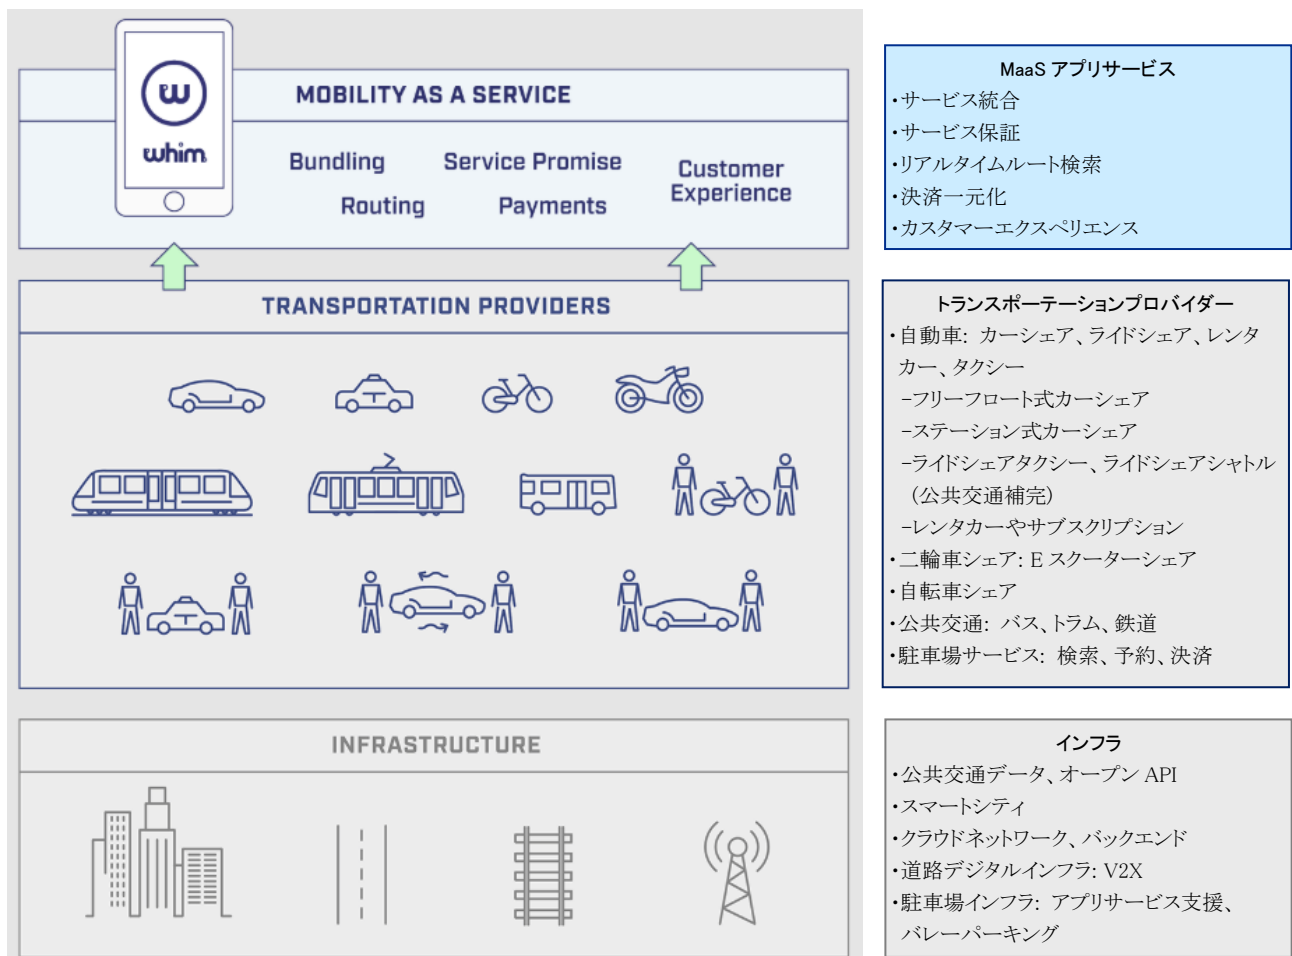 whim
MOBILITY AS A SERVICE
Bundling
Service Promise
Routing
Payments
Customer
Experience
TRANSPORTATION PROVIDERS
INFRASTRUCTURE
MaaS アプリサービス
・サービス統合
・サービス保証
・リアルタイムルート検索
・決済一元化
・カスタマーエクスペリエンス
トランスポーテーションプロバイダー
・自動車: カーシェア、ライドシェア、レンタ
カー、タクシー
-フリーフロート式カーシェア
-ステーション式カーシェア
-ライドシェアタクシー、ライドシェアシャトル
(公共交通補完)
-レンタカーやサブスクリプション
・二輪車シェア: E スクーターシェア
・自転車シェア
・公共交通: バス、トラム、鉄道
・駐車場サービス: 検索、予約、決済
インフラ
・公共交通データ、オープン API
・スマートシティ
・クラウドネットワーク、バックエンド
・道路デジタルインフラ: V2X
・駐車場インフラ: アプリサービス支援、
バレーパーキング